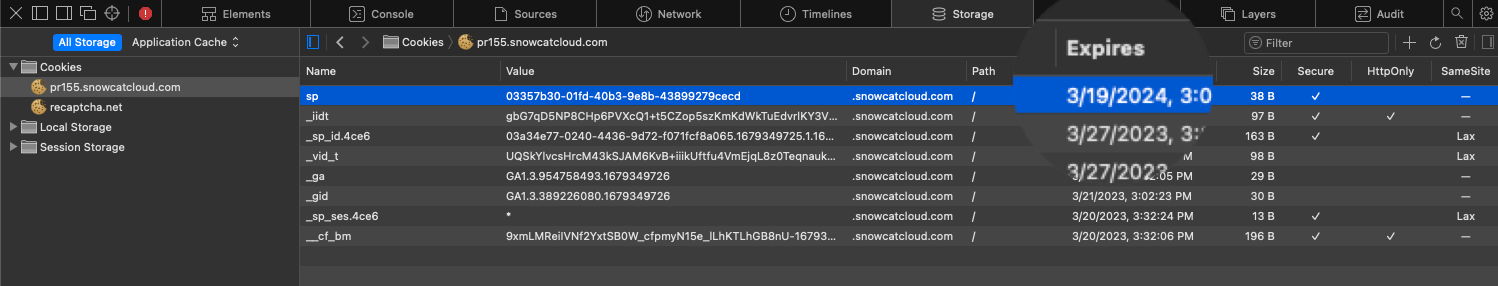 Elements Console Sources Network Timelines Storage Layers Audit
All Storage Application Cache Cookies pr155.snowcatcloud.com Filter
Cookies
pr155.snowcatcloud.com
recaptcha.net
Local Storage
Session Storage
Name Value Domain Path Expires Size Secure HttpOnly SameSite
sp 03357b30-01fd-40b3-9e8b-43899279cecd .snowcatcloud.com / 3/19/2024, 3:0 38 B ✓ —
_iidt gbG7qD5NP8CHp6PVXcQ1+t5CZop5szKmKdWkTuEdvrlKY3V... .snowcatcloud.com / 97 B ✓ ✓ —
_sp_id.4ce6 03a34e77-0240-4436-9d72-f071fcf8a065.1679349725.1.16... .snowcatcloud.com / 3/27/2023, 3: 163 B ✓ Lax
_vid_t UQSkYlvcsHrcM43kSJAM6KvB+iiikUftfu4VmEjqL8z0Teqnauk... .snowcatcloud.com / M 98 B Lax
_ga GA1.3.954758493.1679349726 .snowcatcloud.com / 3/27/2023 :05 PM 29 B —
_gid GA1.3.389226080.1679349726 .snowcatcloud.com / 3/21/2023, 3:02:23 PM 30 B —
_sp_ses.4ce6 * .snowcatcloud.com / 3/20/2023, 3:32:24 PM 13 B ✓ Lax
__cf_bm 9xmLMReilVNf2YxtSB0W_cfpmyN15e_ILhKTLhGB8nU-16793... .snowcatcloud.com / 3/20/2023, 3:32:06 PM 196 B ✓ ✓ —